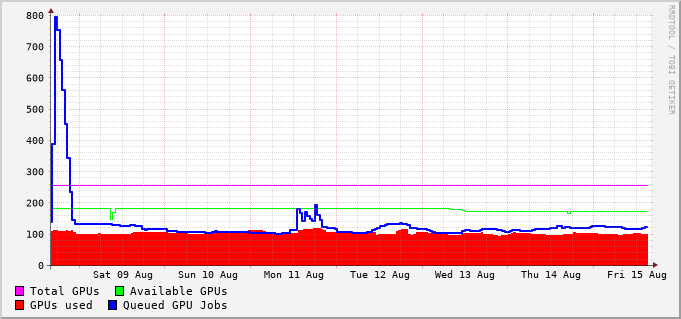 RRDTOOL / TOBI OETIKER
800
700
600
500
400
300
200
100
0
Sat 09 Aug Sun 10 Aug Mon 11 Aug Tue 12 Aug Wed 13 Aug Thu 14 Aug Fri 15 Aug
Total GPUs Available GPUs
GPUs used Queued GPU Jobs